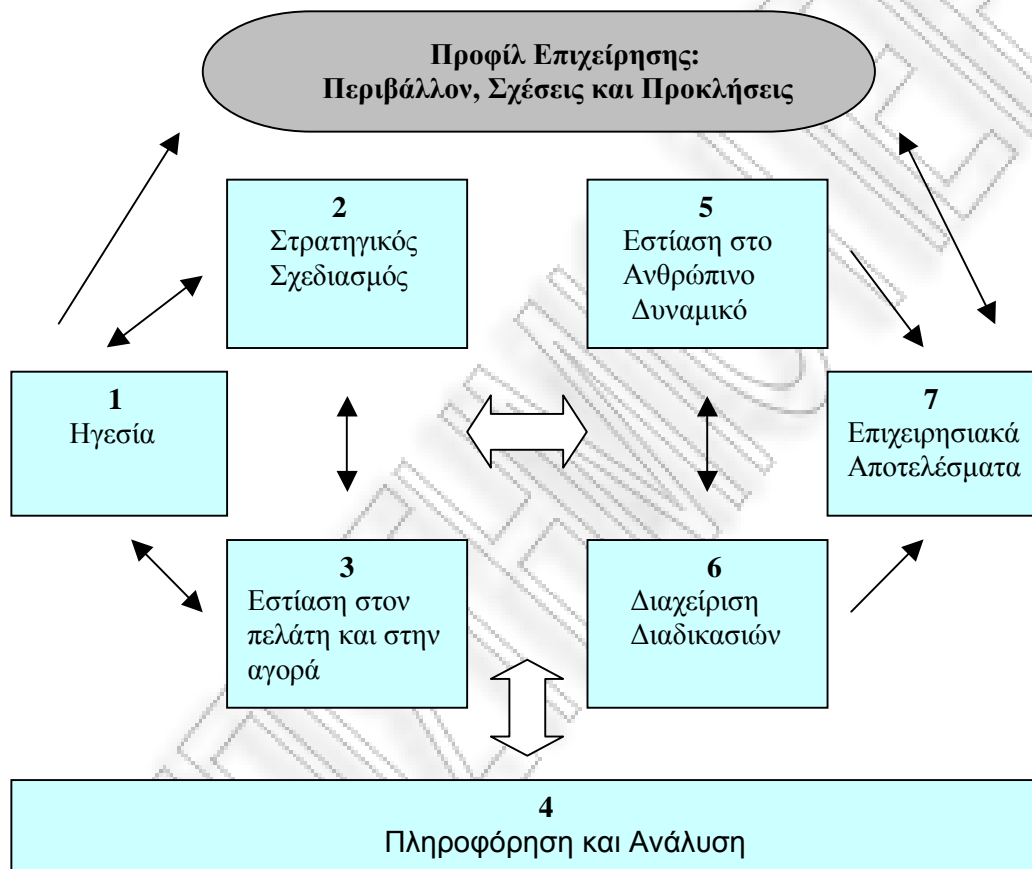 Προφίλ Επιχείρησης:
Περιβάλλον, Σχέσεις και Προκλήσεις
2
Στρατηγικός
Σχεδιασμός
5
Εστίαση στο
Ανθρώπινο
Δυναμικό
1
Ηγεσία
7
Επιχειρησιακά
Αποτελέσματα
3
Εστίαση στον
πελάτη και στην
αγορά
6
Διαχείριση
Διαδικασιών
4
Πληροφόρηση και Ανάλυση